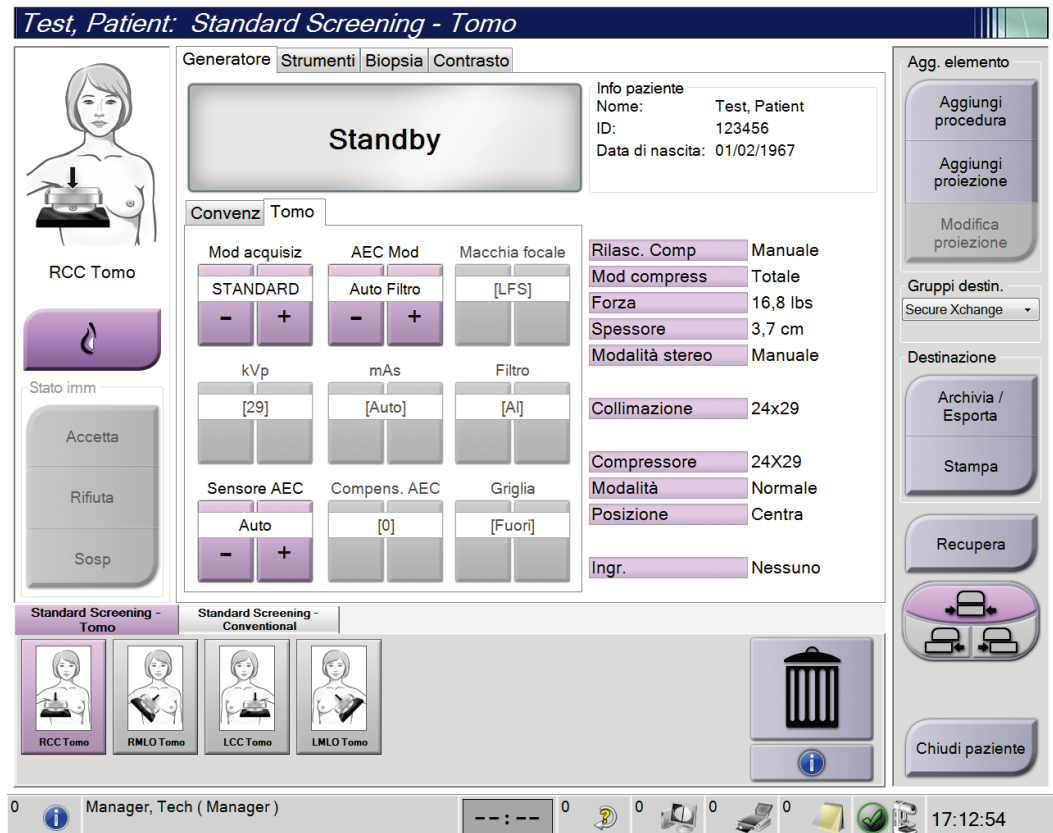 Test, Patient: Standard Screening - Tomo
RCC Tomo
Stato imm
Accetta
Rifiuta
Sosp
Generatore Strumenti Biopsia Contrasto
Standby
Info paziente
Nome: Test, Patient
ID: 123456
Data di nascita: 01/02/1967
Convenz Tomo
Mod acquisiz AEC Mod Macchia focale
STANDARD Auto Filtro [LFS]
- + - +
kVp mAs Filtro
[29] [Auto] [Al]
Sensore AEC Compens. AEC Griglia
Auto [0] [Fuori]
- +
Rilasc. Comp Manuale
Mod compress Totale
Forza 16,8 lbs
Spessore 3,7 cm
Modalità stereo Manuale
Collimazione 24x29
Compressore 24X29
Modalità Normale
Posizione Centra
Ingr. Nessuno
Agg. elemento
Aggiungi
procedura
Aggiungi
proiezione
Modifica
proiezione
Gruppi destin.
Secure Xchange
Destinazione
Archivia /
Esporta
Stampa
Recupera
Chiudi paziente
Standard Screening -
Tomo
Standard Screening -
Conventional
RCC Tomo RMLO Tomo LCC Tomo LMLO Tomo
0 Manager, Tech ( Manager ) --:-- 0 0 0 0 17:12:54